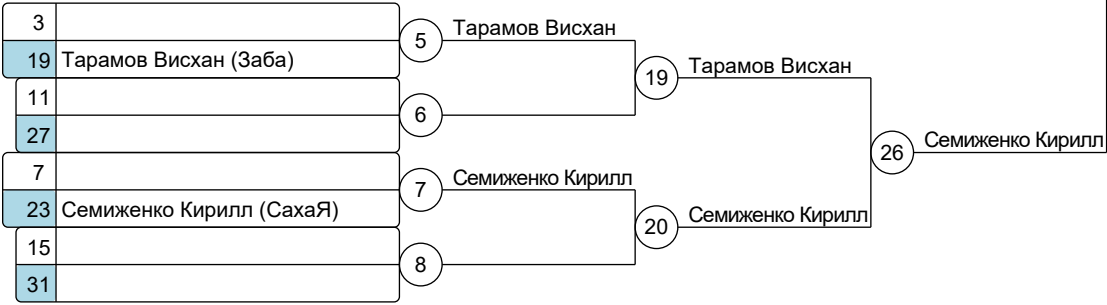 3
5
Тарамов Висхан
19 Тарамов Висхан (Заба)
19
Тарамов Висхан
11
6
27
26
Семиженко Кирилл
7
7
Семиженко Кирилл
23 Семиженко Кирилл (СахаЯ)
20
Семиженко Кирилл
15
8
31